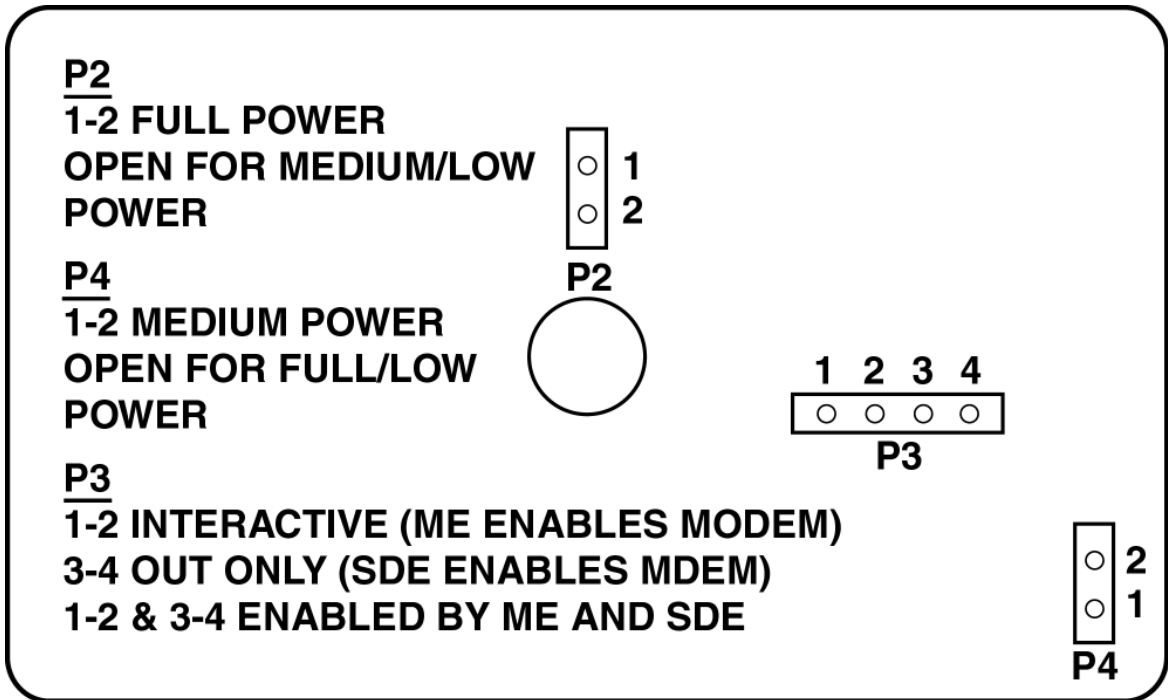 P2
1-2 FULL POWER
OPEN FOR MEDIUM/LOW
POWER
1
2
P2
P4
1-2 MEDIUM POWER
OPEN FOR FULL/LOW
POWER
1 2 3 4
P3
P3
1-2 INTERACTIVE (ME ENABLES MODEM)
3-4 OUT ONLY (SDE ENABLES MDEM)
1-2 & 3-4 ENABLED BY ME AND SDE
2
1
P4